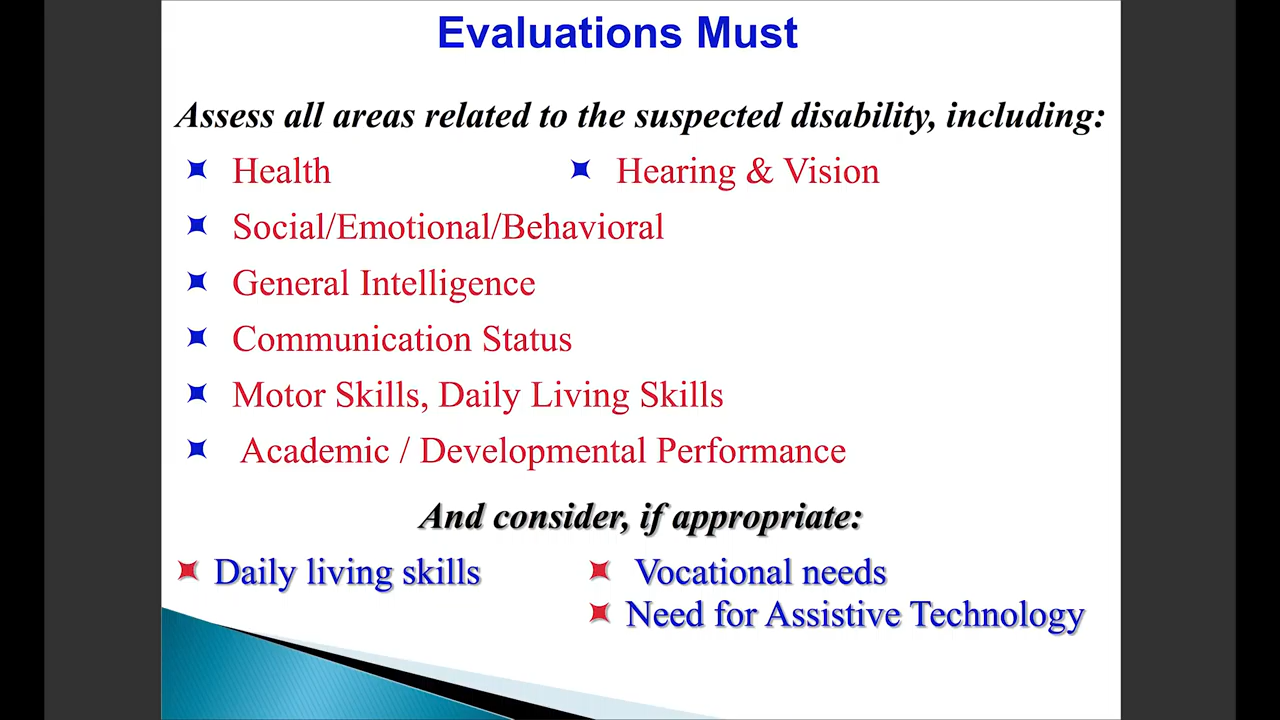 Evaluations Must
Assess all areas related to the suspected disability, including:
Health
Hearing & Vision
Social/Emotional/Behavioral
General Intelligence
Communication Status
Motor Skills, Daily Living Skills
Academic / Developmental Performance
And consider, if appropriate:
Daily living skills
Vocational needs
Need for Assistive Technology